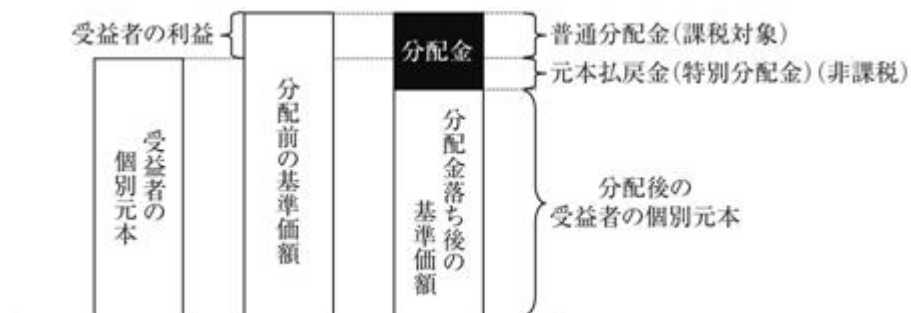 受益者の利益
分配金
普通分配金(課税対象)
元本払戻金(特別分配金)(非課税)
受益者の
個別元本
分配前の基準価額
分配金落ち後の
基準価額
分配後の
受益者の個別元本